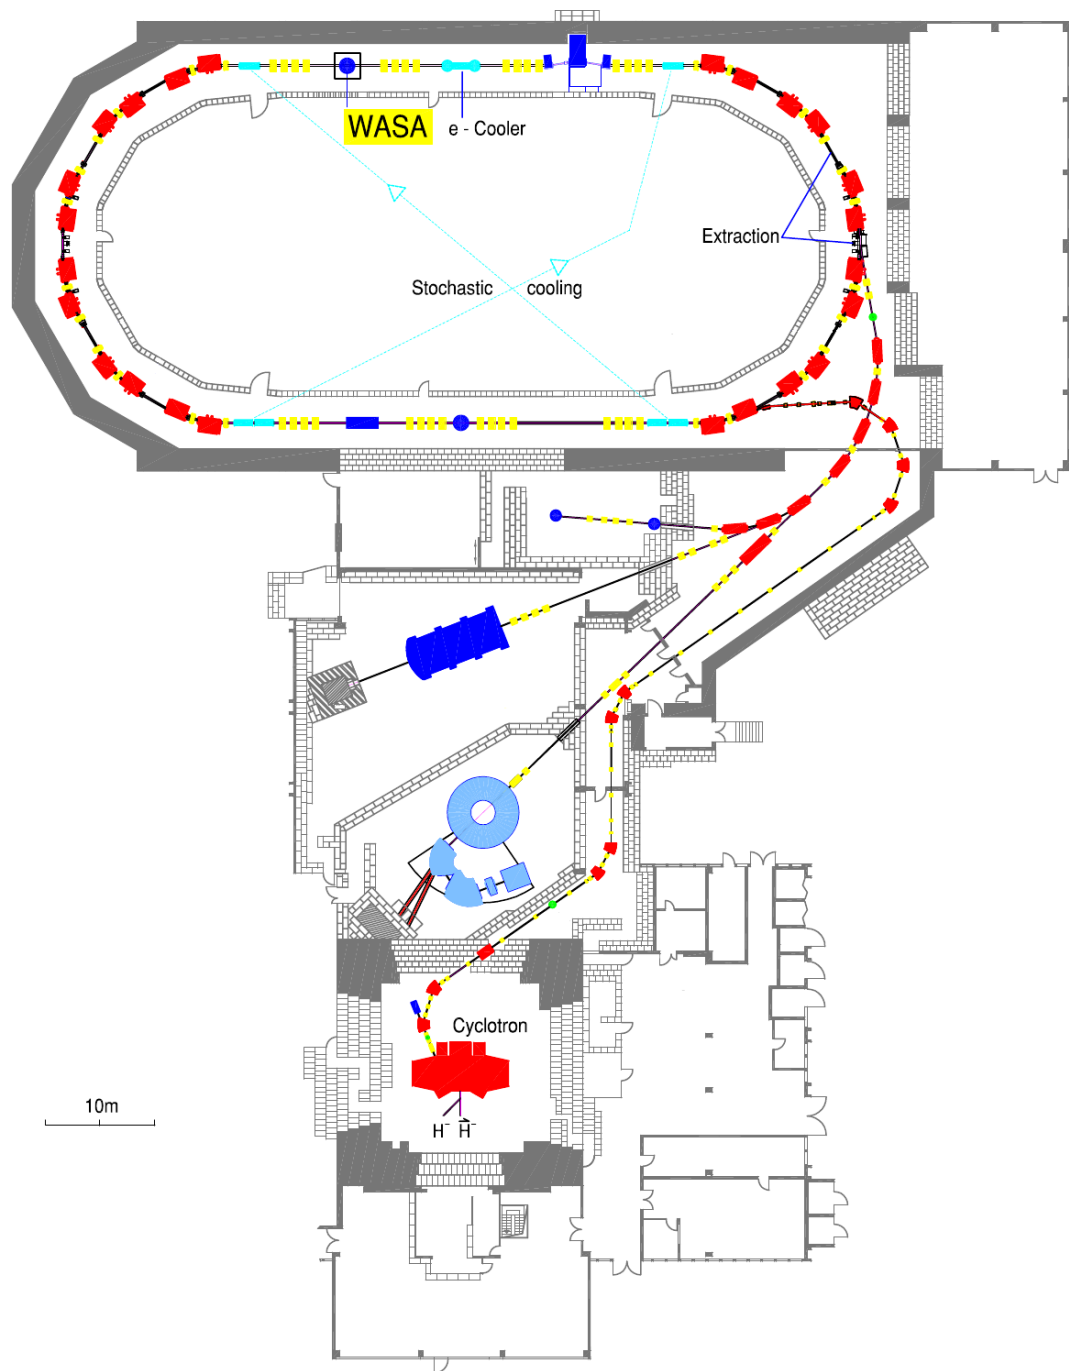 WASA
e - Cooler
Extraction
Stochastic cooling
Cyclotron
10m
H⁻ H⃗⁻